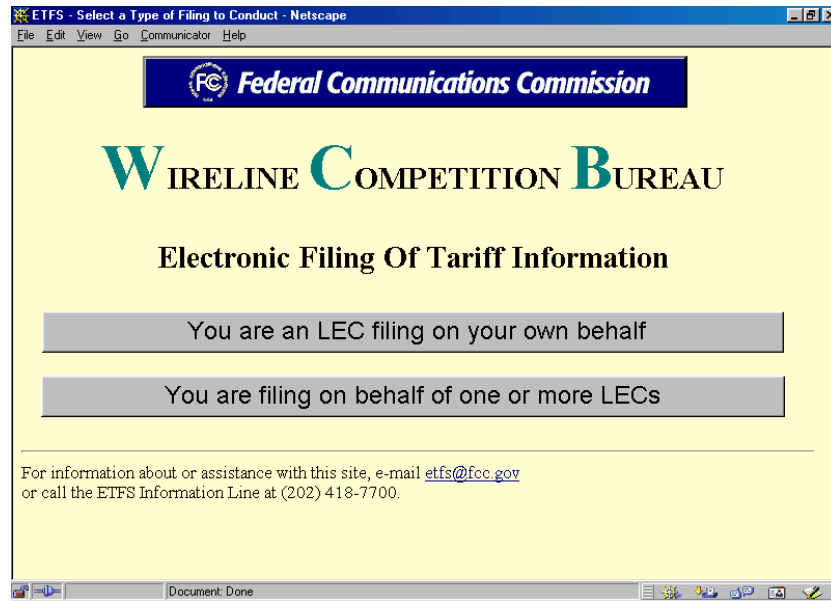 ETFS - Select a Type of Filing to Conduct - Netscape
File Edit View Go Communicator Help
FC Federal Communications Commission
WIRELINE COMPETITION BUREAU
Electronic Filing Of Tariff Information
You are an LEC filing on your own behalf
You are filing on behalf of one or more LECs
For information about or assistance with this site, e-mail etfs@fcc.gov
or call the ETFS Information Line at (202) 418-7700.
Document: Done